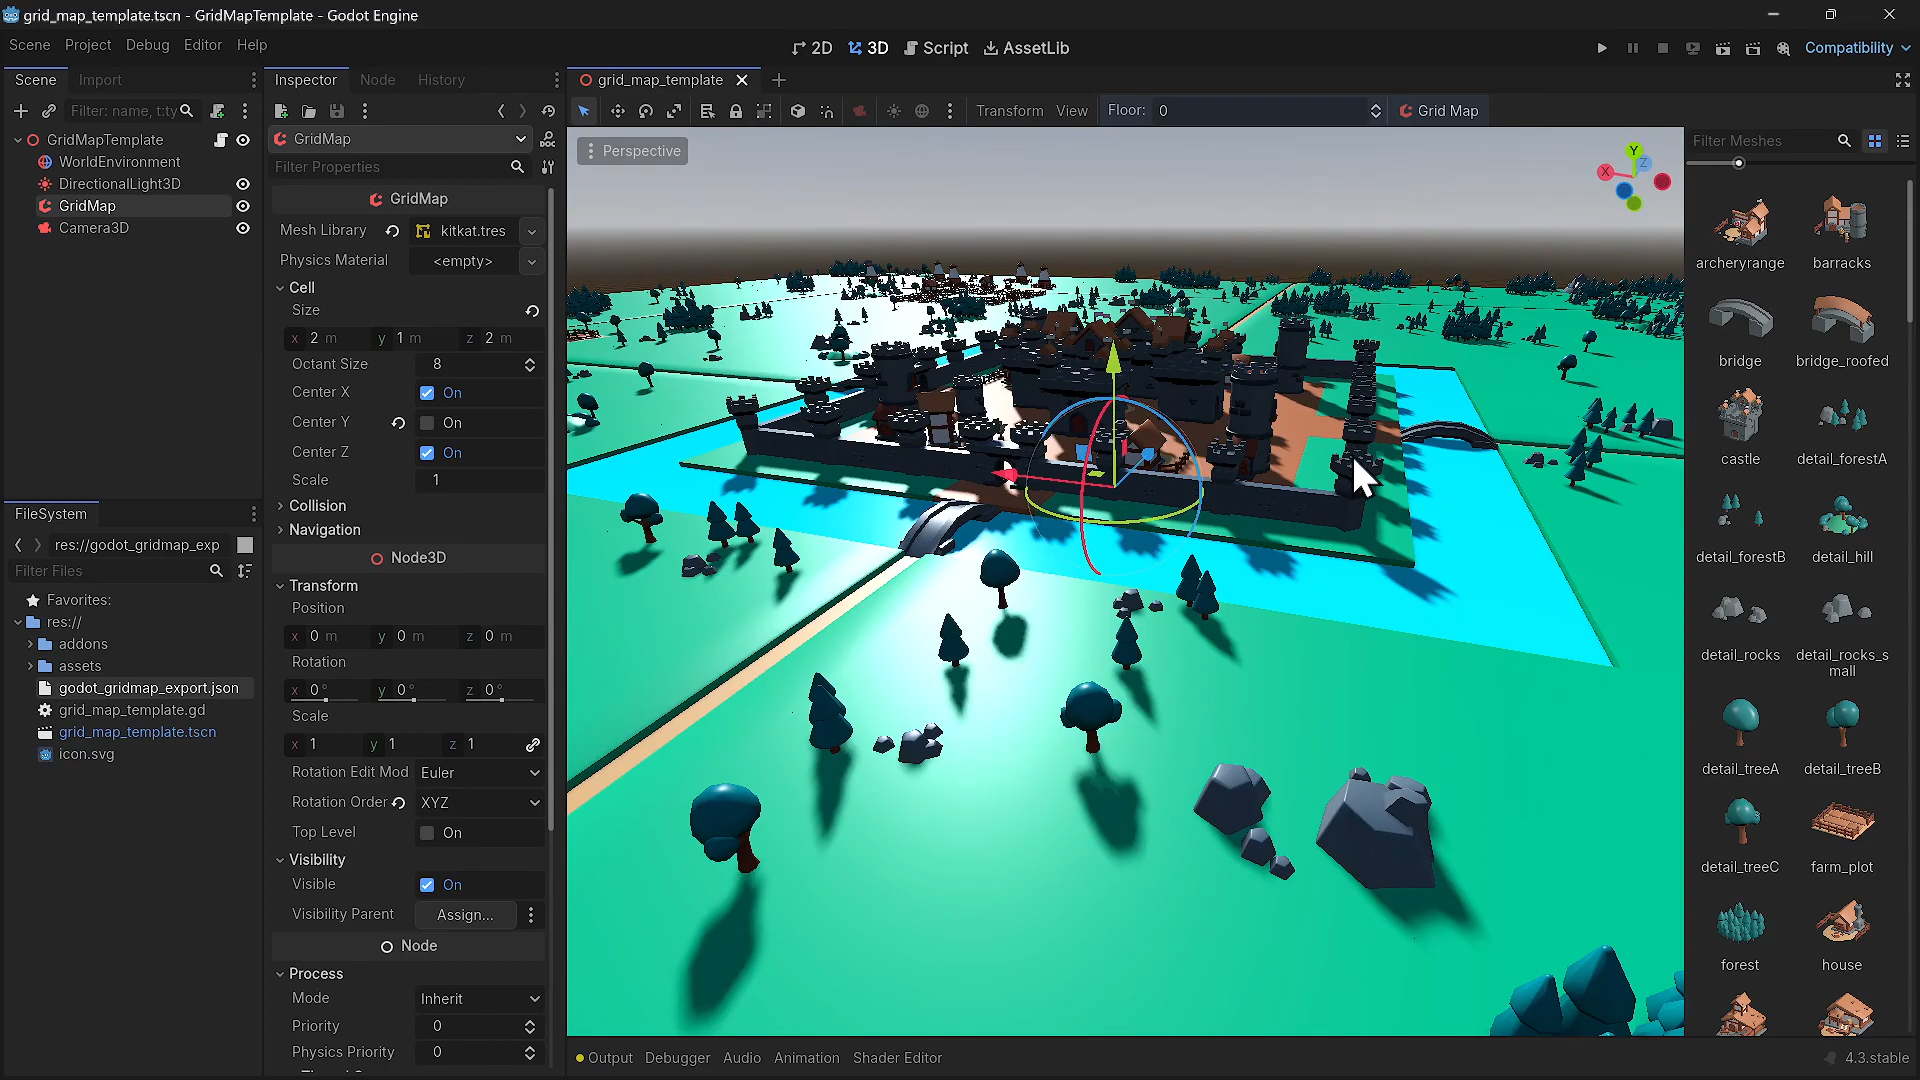 grid_map_template.tscn - GridMapTemplate - Godot Engine
Scene Project Debug Editor Help
2D 3D Script AssetLib
Compatibility
Scene Import
Filter: name, t:ty
GridMapTemplate
WorldEnvironment
DirectionalLight3D
GridMap
Camera3D
FileSystem
res://godot_gridmap_exp
Filter Files
Favorites:
res://
addons
assets
godot_gridmap_export.json
grid_map_template.gd
grid_map_template.tscn
icon.svg
Inspector Node History
GridMap
Filter Properties
GridMap
Mesh Library kitkat.tres
Physics Material <empty>
Cell
Size
x 2 m y 1 m z 2 m
Octant Size 8
Center X On
Center Y On
Center Z On
Scale 1
Collision
Navigation
Node3D
Transform
Position
x 0 m y 0 m z 0 m
Rotation
x 0° y 0° z 0°
Scale
x 1 y 1 z 1
Rotation Edit Mod Euler
Rotation Order XYZ
Top Level On
Visibility
Visible On
Visibility Parent Assign...
Node
Process
Mode Inherit
Priority 0
Physics Priority 0
grid_map_template
Transform View Floor: 0 Grid Map
Perspective
Y
X Z
Filter Meshes
archeryrange barracks
bridge bridge_roofed
castle detail_forestA
detail_forestB detail_hill
detail_rocks detail_rocks_s
mall
detail_treeA detail_treeB
detail_treeC farm_plot
forest house
Output Debugger Audio Animation Shader Editor
4.3.stable